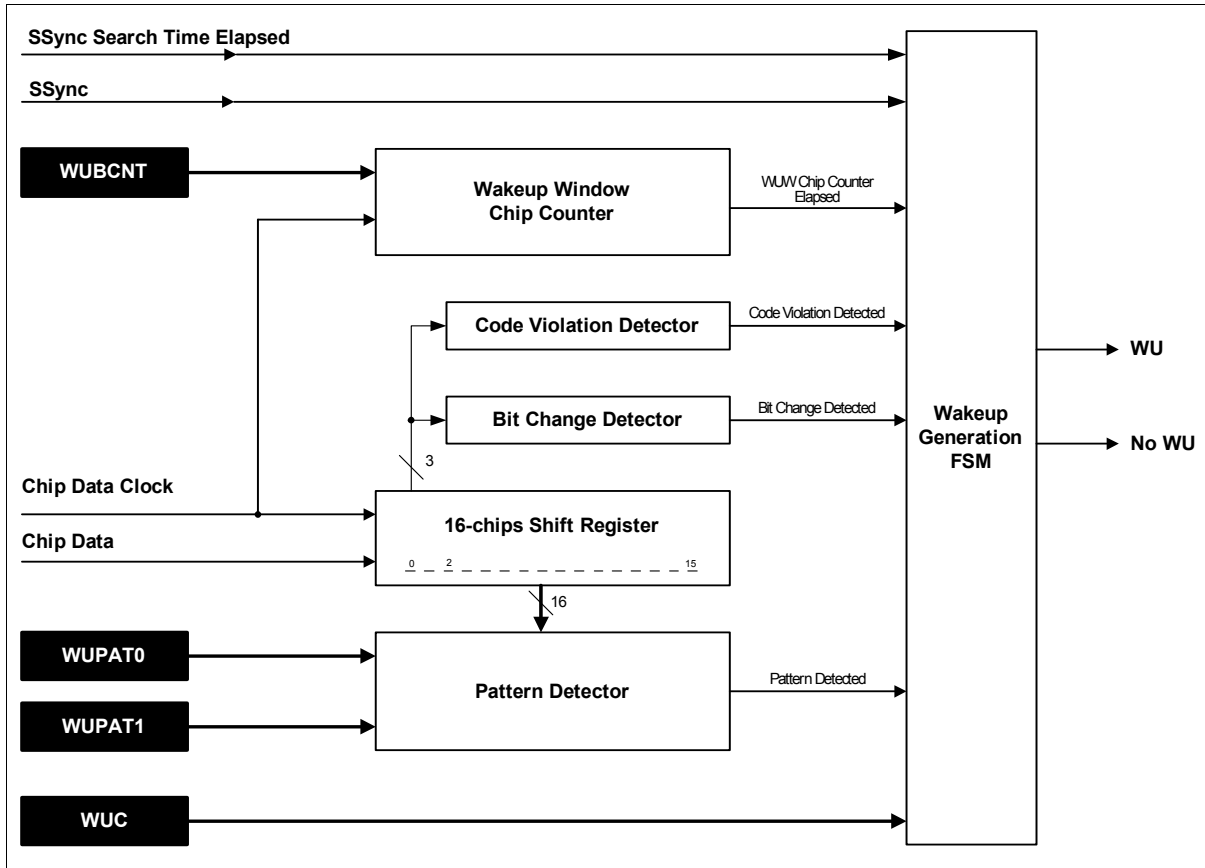 SSync Search Time Elapsed
SSync
WUBCNT
Wakeup Window
Chip Counter
WUW Chip Counter
Elapsed
Code Violation Detector
Code Violation Detected
WU
Bit Change Detector
Bit Change Detected
Wakeup
Generation
FSM
No WU
3
Chip Data Clock
16-chips Shift Register
Chip Data
0 2 15
16
WUPAT0
Pattern Detector
Pattern Detected
WUPAT1
WUC